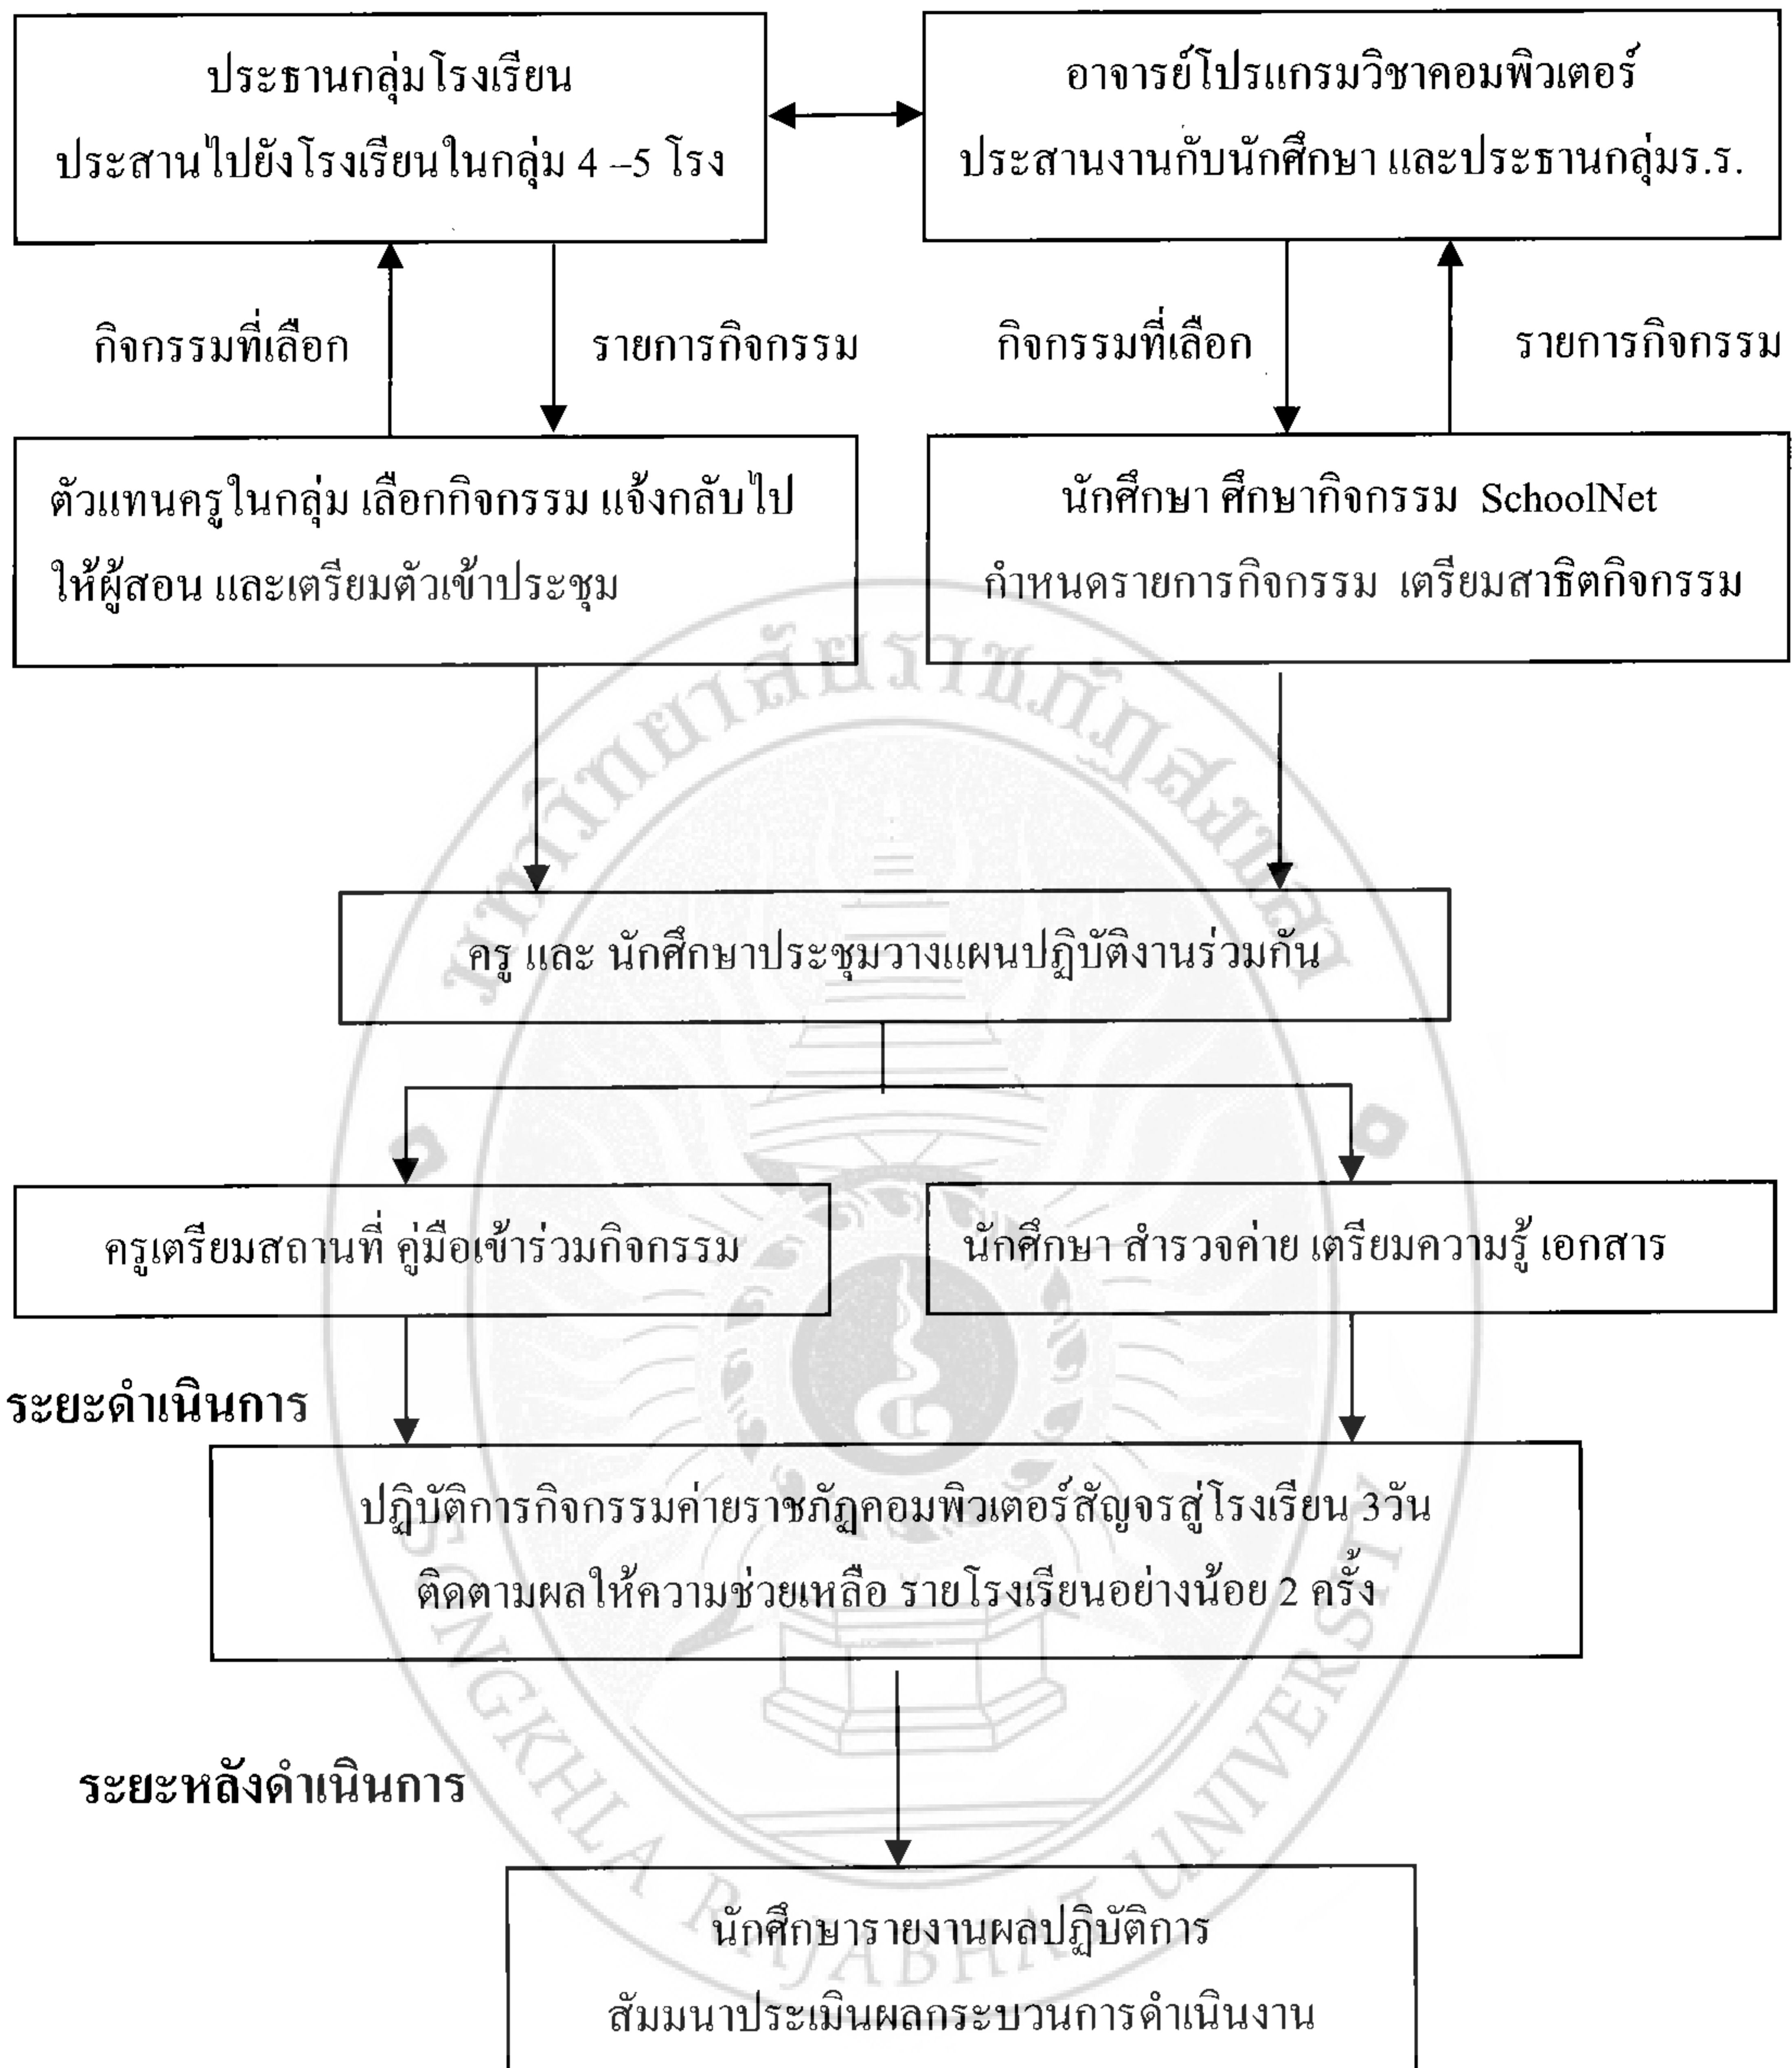 ประธานกลุ่มโรงเรียน
ประสานไปยังโรงเรียนในกลุ่ม 4 –5 โรง
อาจารย์โปรแกรมวิชาคอมพิวเตอร์
ประสานงานกับนักศึกษา และประธานกลุ่มร.ร.
กิจกรรมที่เลือก
รายการกิจกรรม
กิจกรรมที่เลือก
รายการกิจกรรม
ตัวแทนครูในกลุ่ม เลือกกิจกรรม แจ้งกลับไป
ให้ผู้สอน และเตรียมตัวเข้าประชุม
นักศึกษา ศึกษากิจกรรม SchoolNet
กำหนดรายการกิจกรรม เตรียมสาธิตกิจกรรม
มหาวิทยาลัยราชภัฏสงขลา
ครู และ นักศึกษาประชุมวางแผนปฏิบัติงานร่วมกัน
ครูเตรียมสถานที่ คู่มือเข้าร่วมกิจกรรม
นักศึกษา สำรวจค่าย เตรียมความรู้ เอกสาร
ระยะดำเนินการ
ปฏิบัติการกิจกรรมค่ายราชภัฏคอมพิวเตอร์สัญจรสู่โรงเรียน 3วัน
ติดตามผลให้ความช่วยเหลือ รายโรงเรียนอย่างน้อย 2 ครั้ง
ระยะหลังดำเนินการ
SONGKHLA RAJABHAT UNIVERSITY
นักศึกษารายงานผลปฏิบัติการ
สัมมนาประเมินผลกระบวนการดำเนินงาน